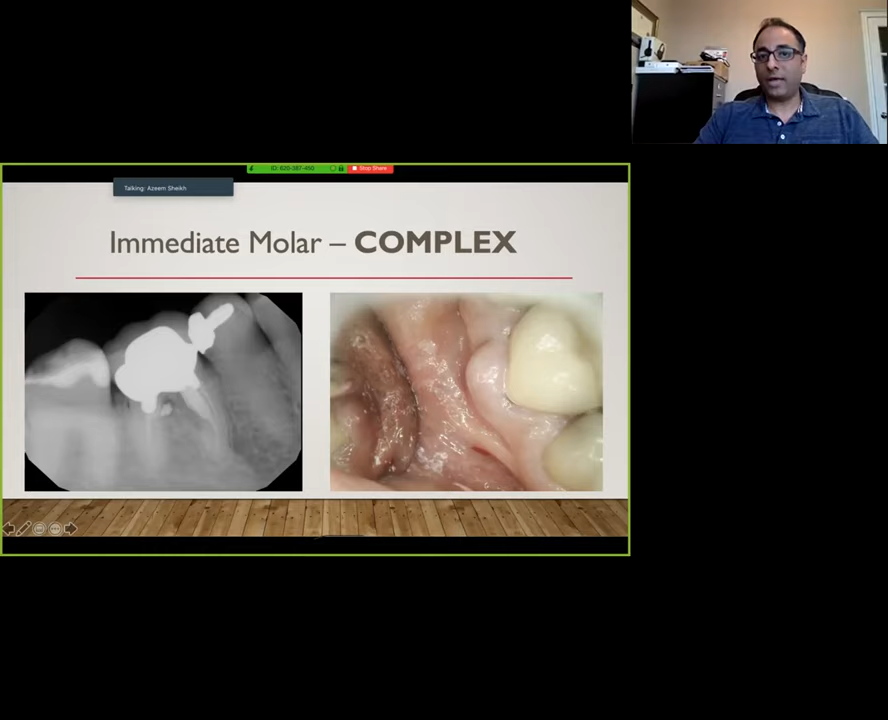 ID: 620-387-450
Stop Share
Talking: Azeem Sheikh
Immediate Molar – COMPLEX